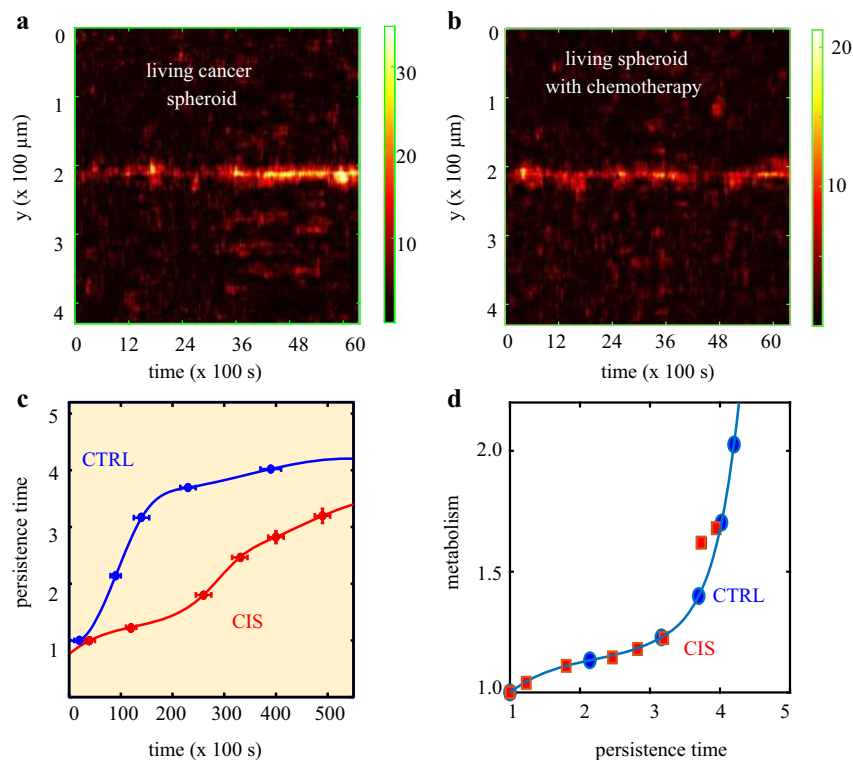 a
living cancer
spheroid
0
1
2
3
4
y (x 100 µm)
0 12 24 36 48 60
time (x 100 s)
30
20
10
b
living spheroid
with chemotherapy
0
1
2
3
4
y (x 100 µm)
0 12 24 36 48 60
time (x 100 s)
20
10
c
CTRL
CIS
5
4
3
2
1
persistence time
0 100 200 300 400 500
time (x 100 s)
d
CTRL
CIS
2.0
1.5
1.0
metabolism
1 2 3 4 5
persistence time